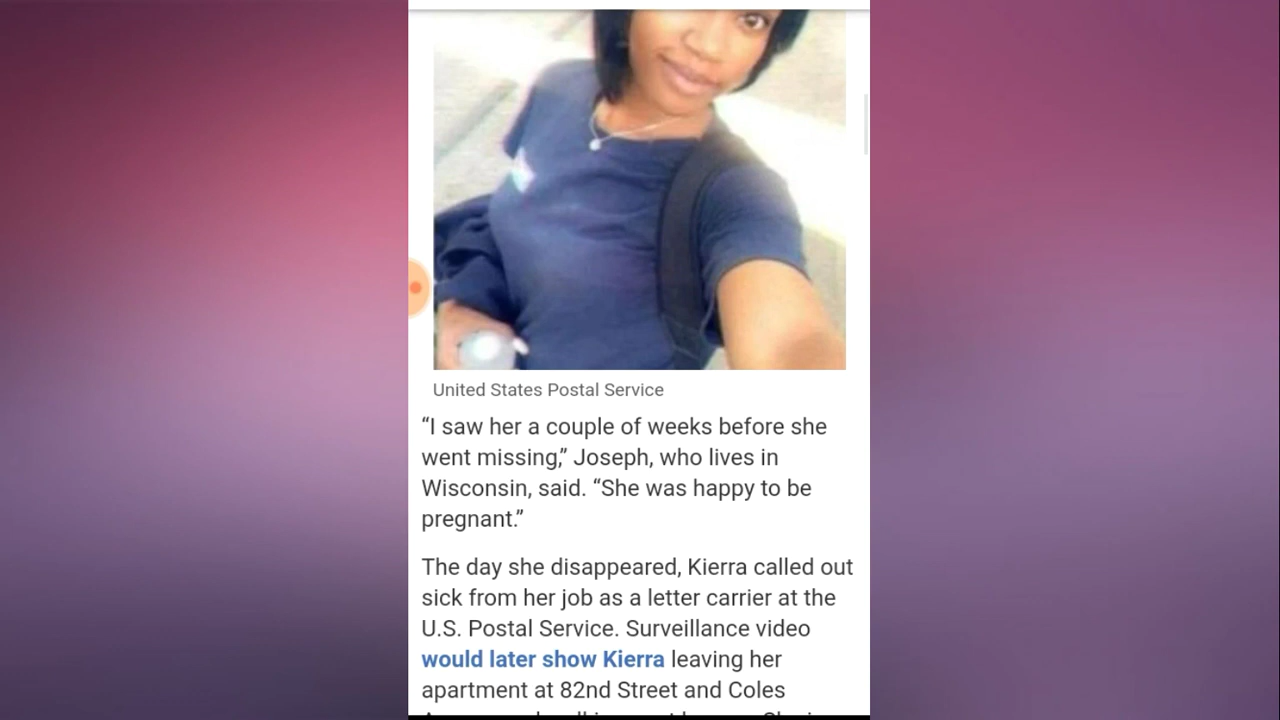 United States Postal Service
“I saw her a couple of weeks before she
went missing,” Joseph, who lives in
Wisconsin, said. “She was happy to be
pregnant.”
The day she disappeared, Kierra called out
sick from her job as a letter carrier at the
U.S. Postal Service. Surveillance video
would later show Kierra leaving her
apartment at 82nd Street and Coles